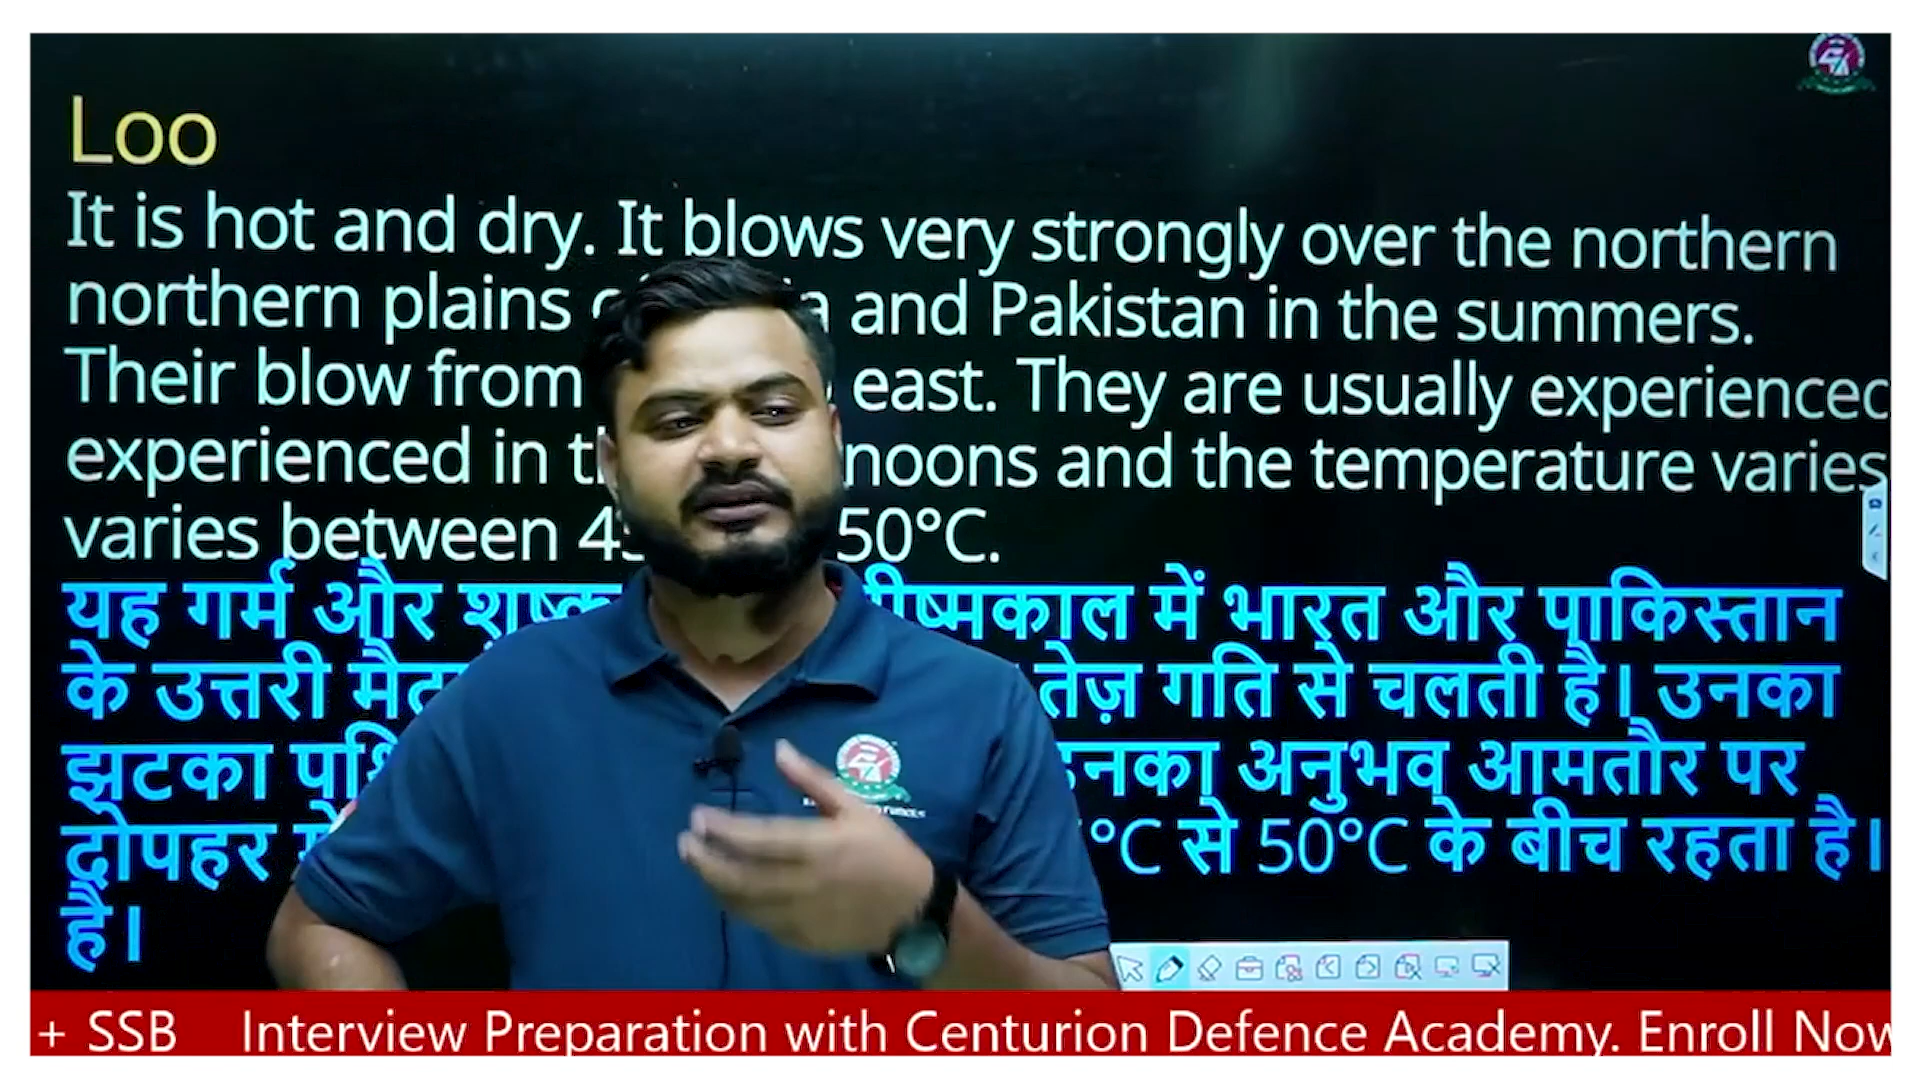 Loo
It is hot and dry. It blows very strongly over the northern
northern plains and Pakistan in the summers.
Their blow from east. They are usually experienced
experienced in and the temperature varies
varies between 50°C.
यह गर्म और में भारत और पाकिस्तान
के उत्तरी तेज़ गति से चलती है। उनका
झटका अनुभव आमतौर पर
दोपहर °C से 50°C के बीच रहता है।
है।
+ SSB Interview Preparation with Centurion Defence Academy. Enroll Now